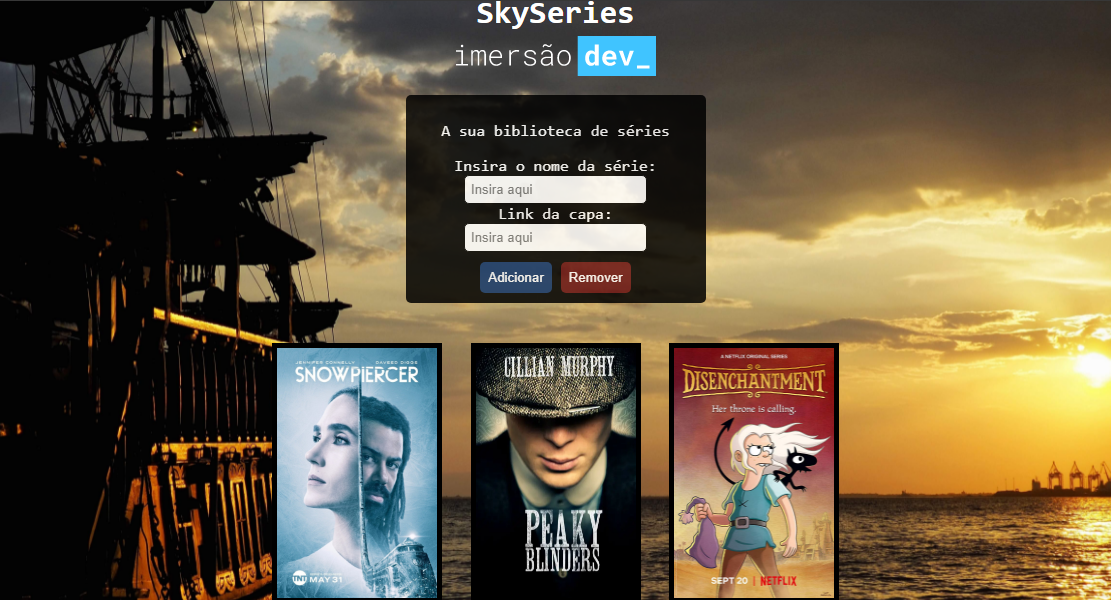 SkySeries
imersão dev_
A sua biblioteca de séries
Insira o nome da série:
Insira aqui
Link da capa:
Insira aqui
Adicionar Remover
JENNIFER CONNELLY DAVEED DIGGS
SNOWPIERCER
TNT
MAY 31
CILLIAN MURPHY
PEAKY
BLINDERS
A NETFLIX ORIGINAL SERIES
DISENCHANTMENT
Her throne is calling.
SEPT 20 | NETFLIX